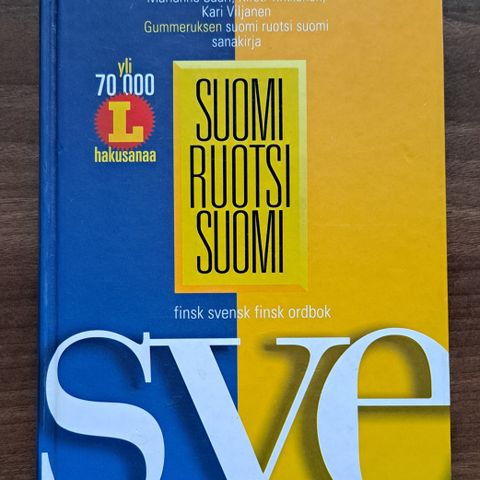 Kari Viljanen
Gummeruksen suomi ruotsi suomi
sanakirja
yli
70 000
L
hakusanaa
SUOMI
RUOTSI
SUOMI
finsk svensk finsk ordbok
sve